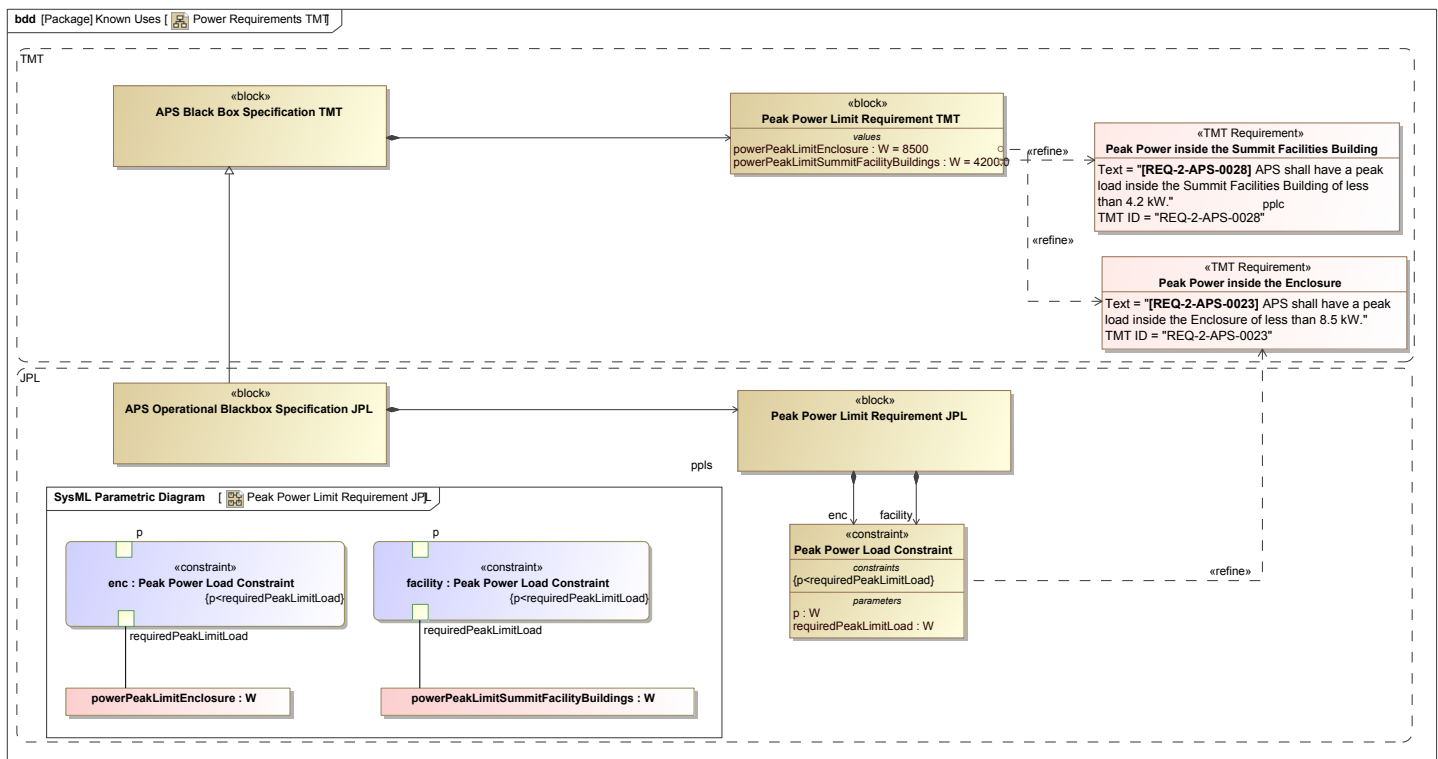 bdd [Package] Known Uses [ Power Requirements TMT]
TMT
«block»
APS Black Box Specification TMT
«block»
Peak Power Limit Requirement TMT
values
powerPeakLimitEnclosure : W = 8500
powerPeakLimitSummitFacilityBuildings : W = 4200.0
«refine»
«refine»
«TMT Requirement»
Peak Power inside the Summit Facilities Building
Text = "[REQ-2-APS-0028] APS shall have a peak
load inside the Summit Facilities Building of less
than 4.2 kW."
pplc
TMT ID = "REQ-2-APS-0028"
«TMT Requirement»
Peak Power inside the Enclosure
Text = "[REQ-2-APS-0023] APS shall have a peak
load inside the Enclosure of less than 8.5 kW."
TMT ID = "REQ-2-APS-0023"
JPL
«block»
APS Operational Blackbox Specification JPL
«block»
Peak Power Limit Requirement JPL
ppls
enc
facility
«constraint»
Peak Power Load Constraint
constraints
{p<requiredPeakLimitLoad}
parameters
p : W
requiredPeakLimitLoad : W
«refine»
SysML Parametric Diagram [ Peak Power Limit Requirement JPL]
p
«constraint»
enc : Peak Power Load Constraint
{p<requiredPeakLimitLoad}
requiredPeakLimitLoad
powerPeakLimitEnclosure : W
p
«constraint»
facility : Peak Power Load Constraint
{p<requiredPeakLimitLoad}
requiredPeakLimitLoad
powerPeakLimitSummitFacilityBuildings : W